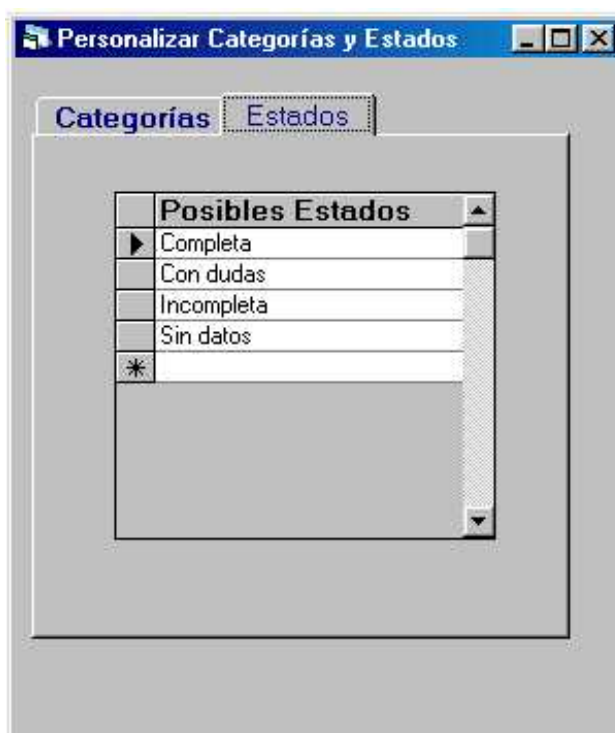 Personalizar Categorías y Estados
Categorías Estados
Posibles Estados
Completa
Con dudas
Incompleta
Sin datos